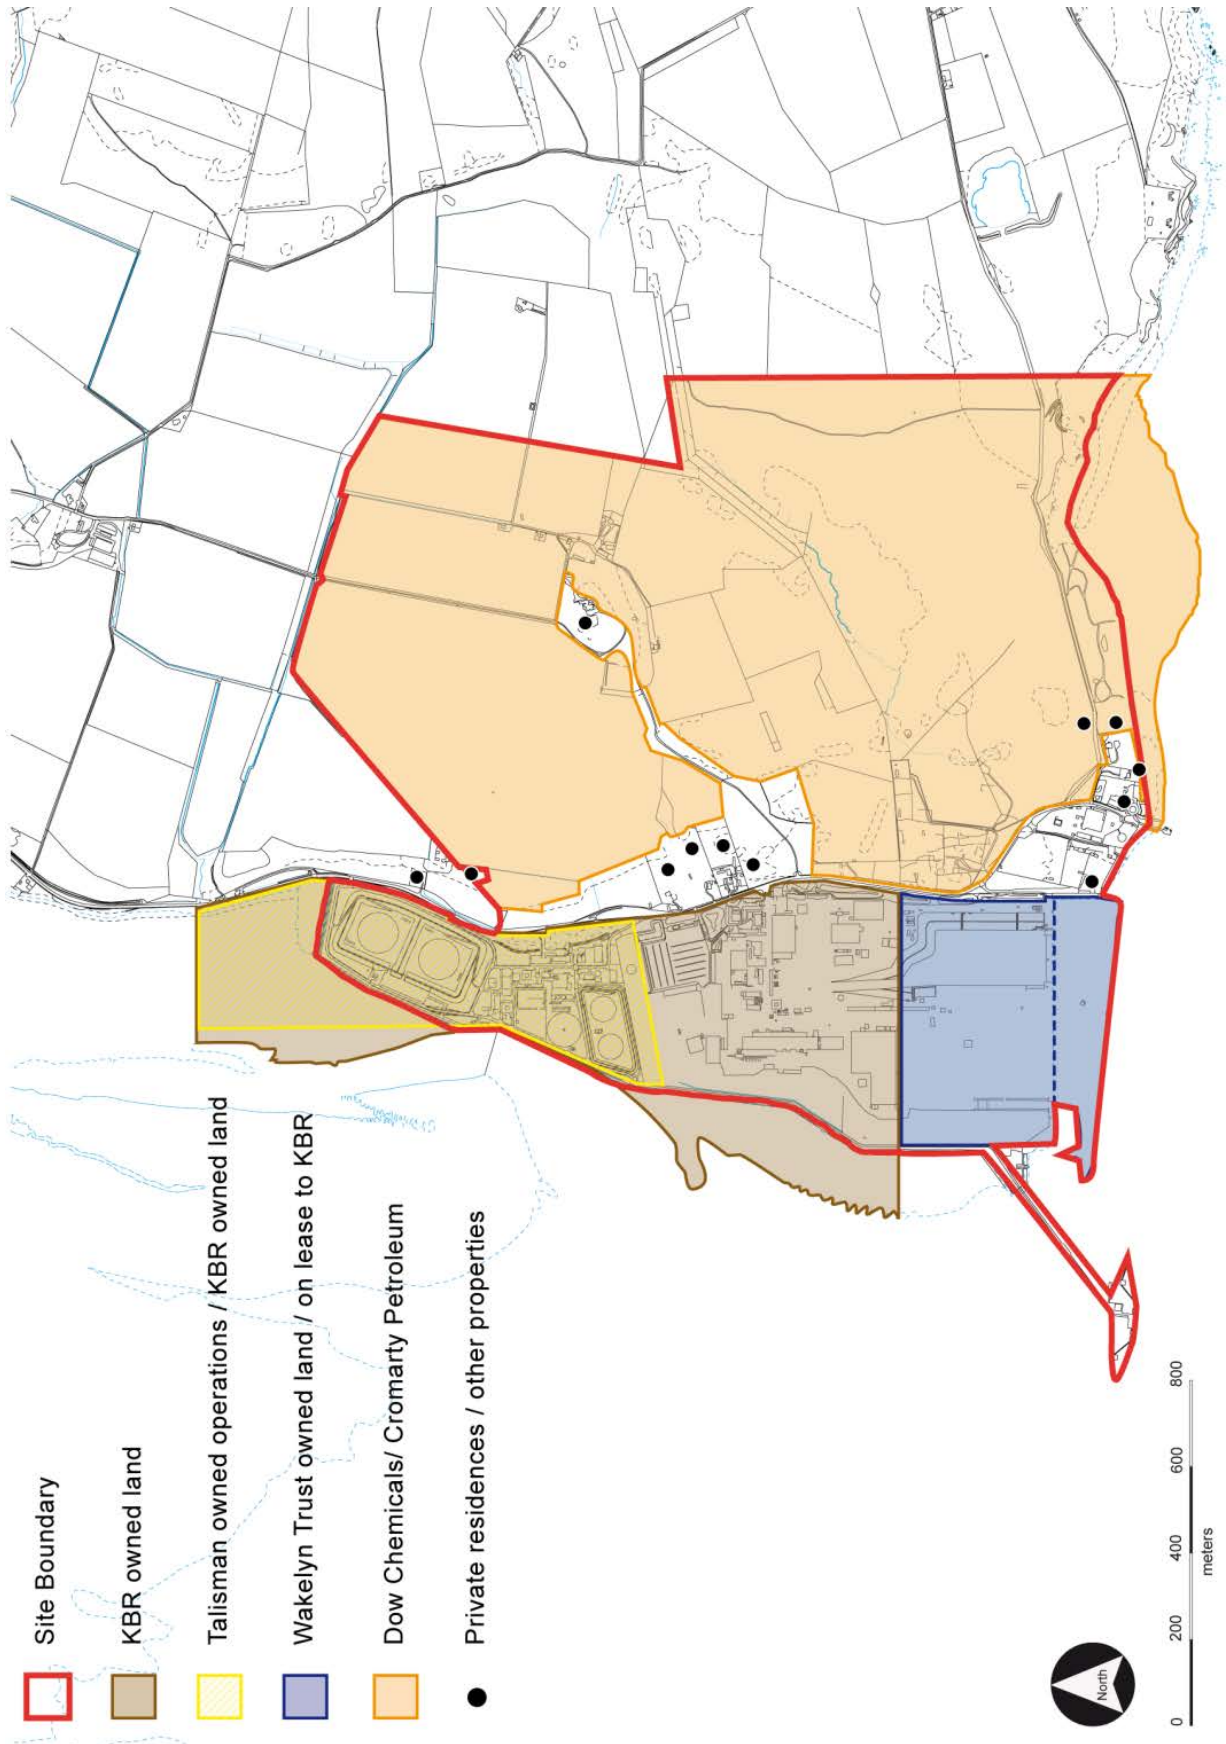 Site Boundary
KBR owned land
Talisman owned operations / KBR owned land
Wakelyn Trust owned land / on lease to KBR
Dow Chemicals/ Cromarty Petroleum
Private residences / other properties
North
0 200 400 600 800
meters